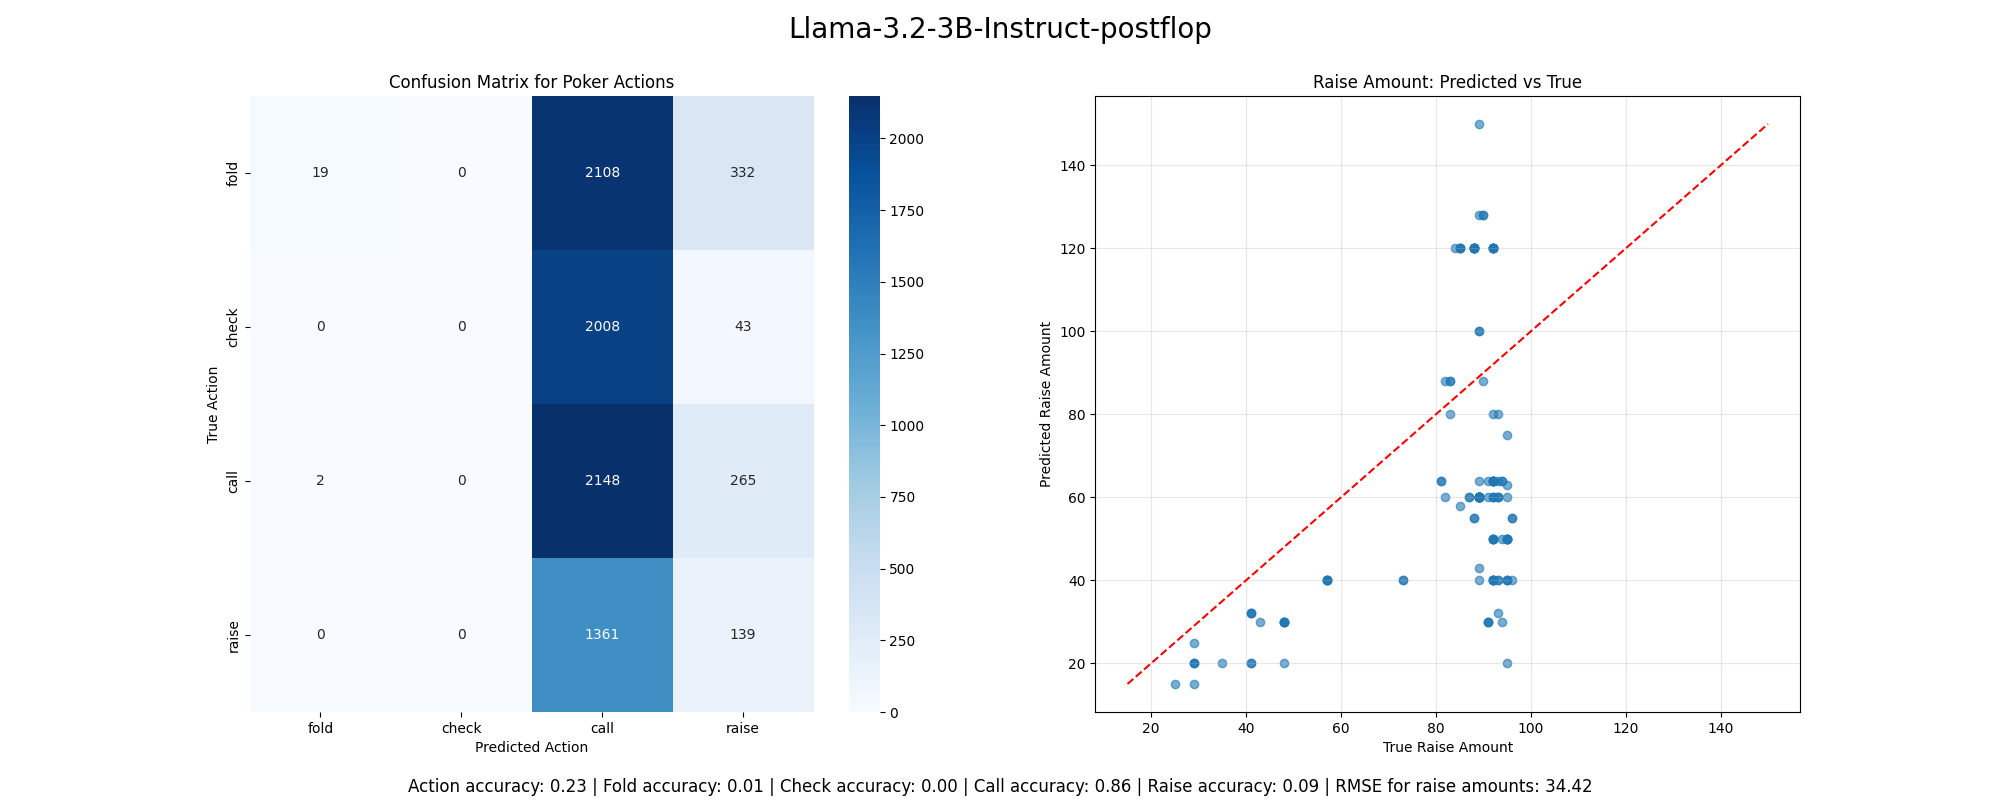 Llama-3.2-3B-Instruct-postflop
Confusion Matrix for Poker Actions
True Action
fold
check
call
raise
19 0 2108 332
0 0 2008 43
2 0 2148 265
0 0 1361 139
fold check call raise
Predicted Action
2000
1750
1500
1250
1000
750
500
250
0
Raise Amount: Predicted vs True
Predicted Raise Amount
140
120
100
80
60
40
20
20 40 60 80 100 120 140
True Raise Amount
Action accuracy: 0.23 | Fold accuracy: 0.01 | Check accuracy: 0.00 | Call accuracy: 0.86 | Raise accuracy: 0.09 | RMSE for raise amounts: 34.42